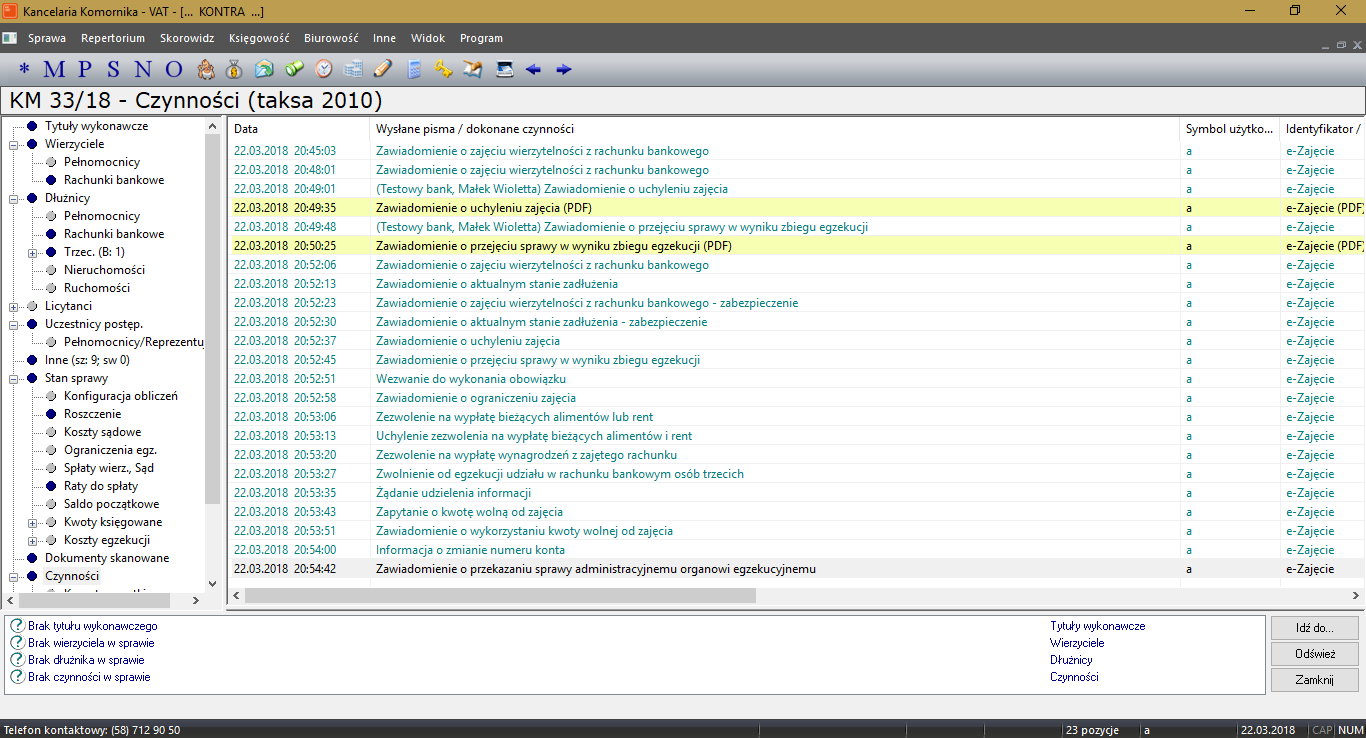 Kancelaria Komornika - VAT - [... KONTRA ...]
Sprawa Repertorium Skorowidz Księgowość Biurowość Inne Widok Program
* M P S N O
KM 33/18 - Czynności (taksa 2010)
Tytuły wykonawcze
Wierzyciele
Pełnomocnicy
Rachunki bankowe
Dłużnicy
Pełnomocnicy
Rachunki bankowe
Trzec. (B: 1)
Nieruchomości
Ruchomości
Licytanci
Uczestnicy postęp.
Pełnomocnicy/Reprezentuj
Inne (sz: 9; sw 0)
Stan sprawy
Konfiguracja obliczeń
Roszczenie
Koszty sądowe
Ograniczenia egz.
Spłaty wierz., Sąd
Raty do spłaty
Saldo początkowe
Kwoty księgowane
Koszty egzekucji
Dokumenty skanowane
Czynności
Data Wysłane pisma / dokonane czynności Symbol użytko... Identyfikator /
22.03.2018 20:45:03 Zawiadomienie o zajęciu wierzytelności z rachunku bankowego a e-Zajęcie
22.03.2018 20:48:01 Zawiadomienie o zajęciu wierzytelności z rachunku bankowego a e-Zajęcie
22.03.2018 20:49:01 (Testowy bank, Małek Wioletta) Zawiadomienie o uchyleniu zajęcia a e-Zajęcie
22.03.2018 20:49:35 Zawiadomienie o uchyleniu zajęcia (PDF) a e-Zajęcie (PDF)
22.03.2018 20:49:48 (Testowy bank, Małek Wioletta) Zawiadomienie o przejęciu sprawy w wyniku zbiegu egzekucji a e-Zajęcie
22.03.2018 20:50:25 Zawiadomienie o przejęciu sprawy w wyniku zbiegu egzekucji (PDF) a e-Zajęcie (PDF)
22.03.2018 20:52:06 Zawiadomienie o zajęciu wierzytelności z rachunku bankowego a e-Zajęcie
22.03.2018 20:52:13 Zawiadomienie o aktualnym stanie zadłużenia a e-Zajęcie
22.03.2018 20:52:23 Zawiadomienie o zajęciu wierzytelności z rachunku bankowego - zabezpieczenie a e-Zajęcie
22.03.2018 20:52:30 Zawiadomienie o aktualnym stanie zadłużenia - zabezpieczenie a e-Zajęcie
22.03.2018 20:52:37 Zawiadomienie o uchyleniu zajęcia a e-Zajęcie
22.03.2018 20:52:45 Zawiadomienie o przejęciu sprawy w wyniku zbiegu egzekucji a e-Zajęcie
22.03.2018 20:52:51 Wezwanie do wykonania obowiązku a e-Zajęcie
22.03.2018 20:52:58 Zawiadomienie o ograniczeniu zajęcia a e-Zajęcie
22.03.2018 20:53:06 Zezwolenie na wypłatę bieżących alimentów lub rent a e-Zajęcie
22.03.2018 20:53:13 Uchylenie zezwolenia na wypłatę bieżących alimentów i rent a e-Zajęcie
22.03.2018 20:53:20 Zezwolenie na wypłatę wynagrodzeń z zajętego rachunku a e-Zajęcie
22.03.2018 20:53:27 Zwolnienie od egzekucji udziału w rachunku bankowym osób trzecich a e-Zajęcie
22.03.2018 20:53:35 Żądanie udzielenia informacji a e-Zajęcie
22.03.2018 20:53:43 Zapytanie o kwotę wolną od zajęcia a e-Zajęcie
22.03.2018 20:53:51 Zawiadomienie o wykorzystaniu kwoty wolnej od zajęcia a e-Zajęcie
22.03.2018 20:54:00 Informacja o zmianie numeru konta a e-Zajęcie
22.03.2018 20:54:42 Zawiadomienie o przekazaniu sprawy administracyjnemu organowi egzekucyjnemu a e-Zajęcie
Brak tytułu wykonawczego Tytuły wykonawcze
Brak wierzyciela w sprawie Wierzyciele
Brak dłużnika w sprawie Dłużnicy
Brak czynności w sprawie Czynności
Idź do...
Odśwież
Zamknij
Telefon kontaktowy: (58) 712 90 50 23 pozycje a 22.03.2018 CAP NUM